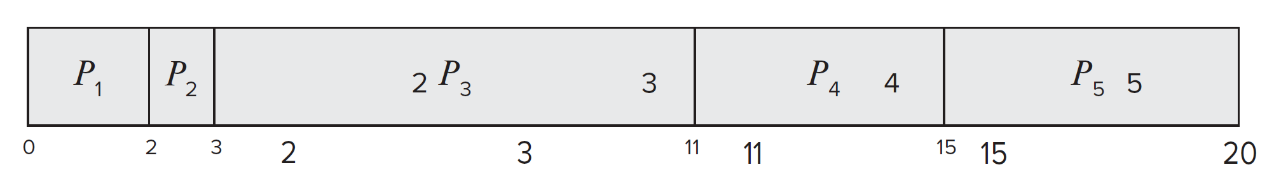 P₁ P₂ 2 P₃ 3 P₄ 4 P₅ 5
0 2 3 2 3 11 11 15 15 20